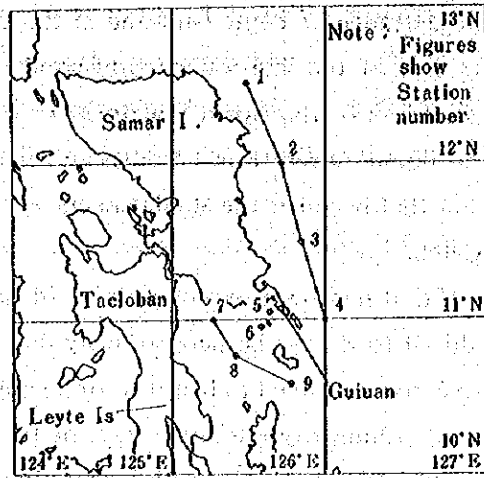 13°N
Note :
Figures
show
Station
number
1
Samar I.
2
12°N
3
Tacloban
7
5
4
11°N
6
8
9
Guiuan
Leyte Is
10°N
124°E
125°E
126°E
127°E